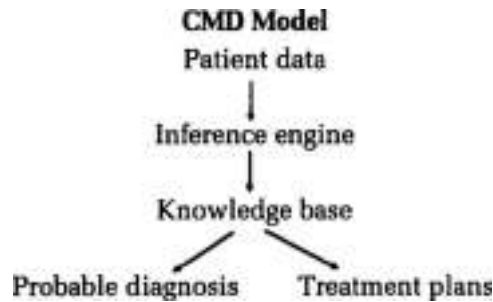 CMD Model
Patient data
Inference engine
Knowledge base
Probable diagnosis
Treatment plans